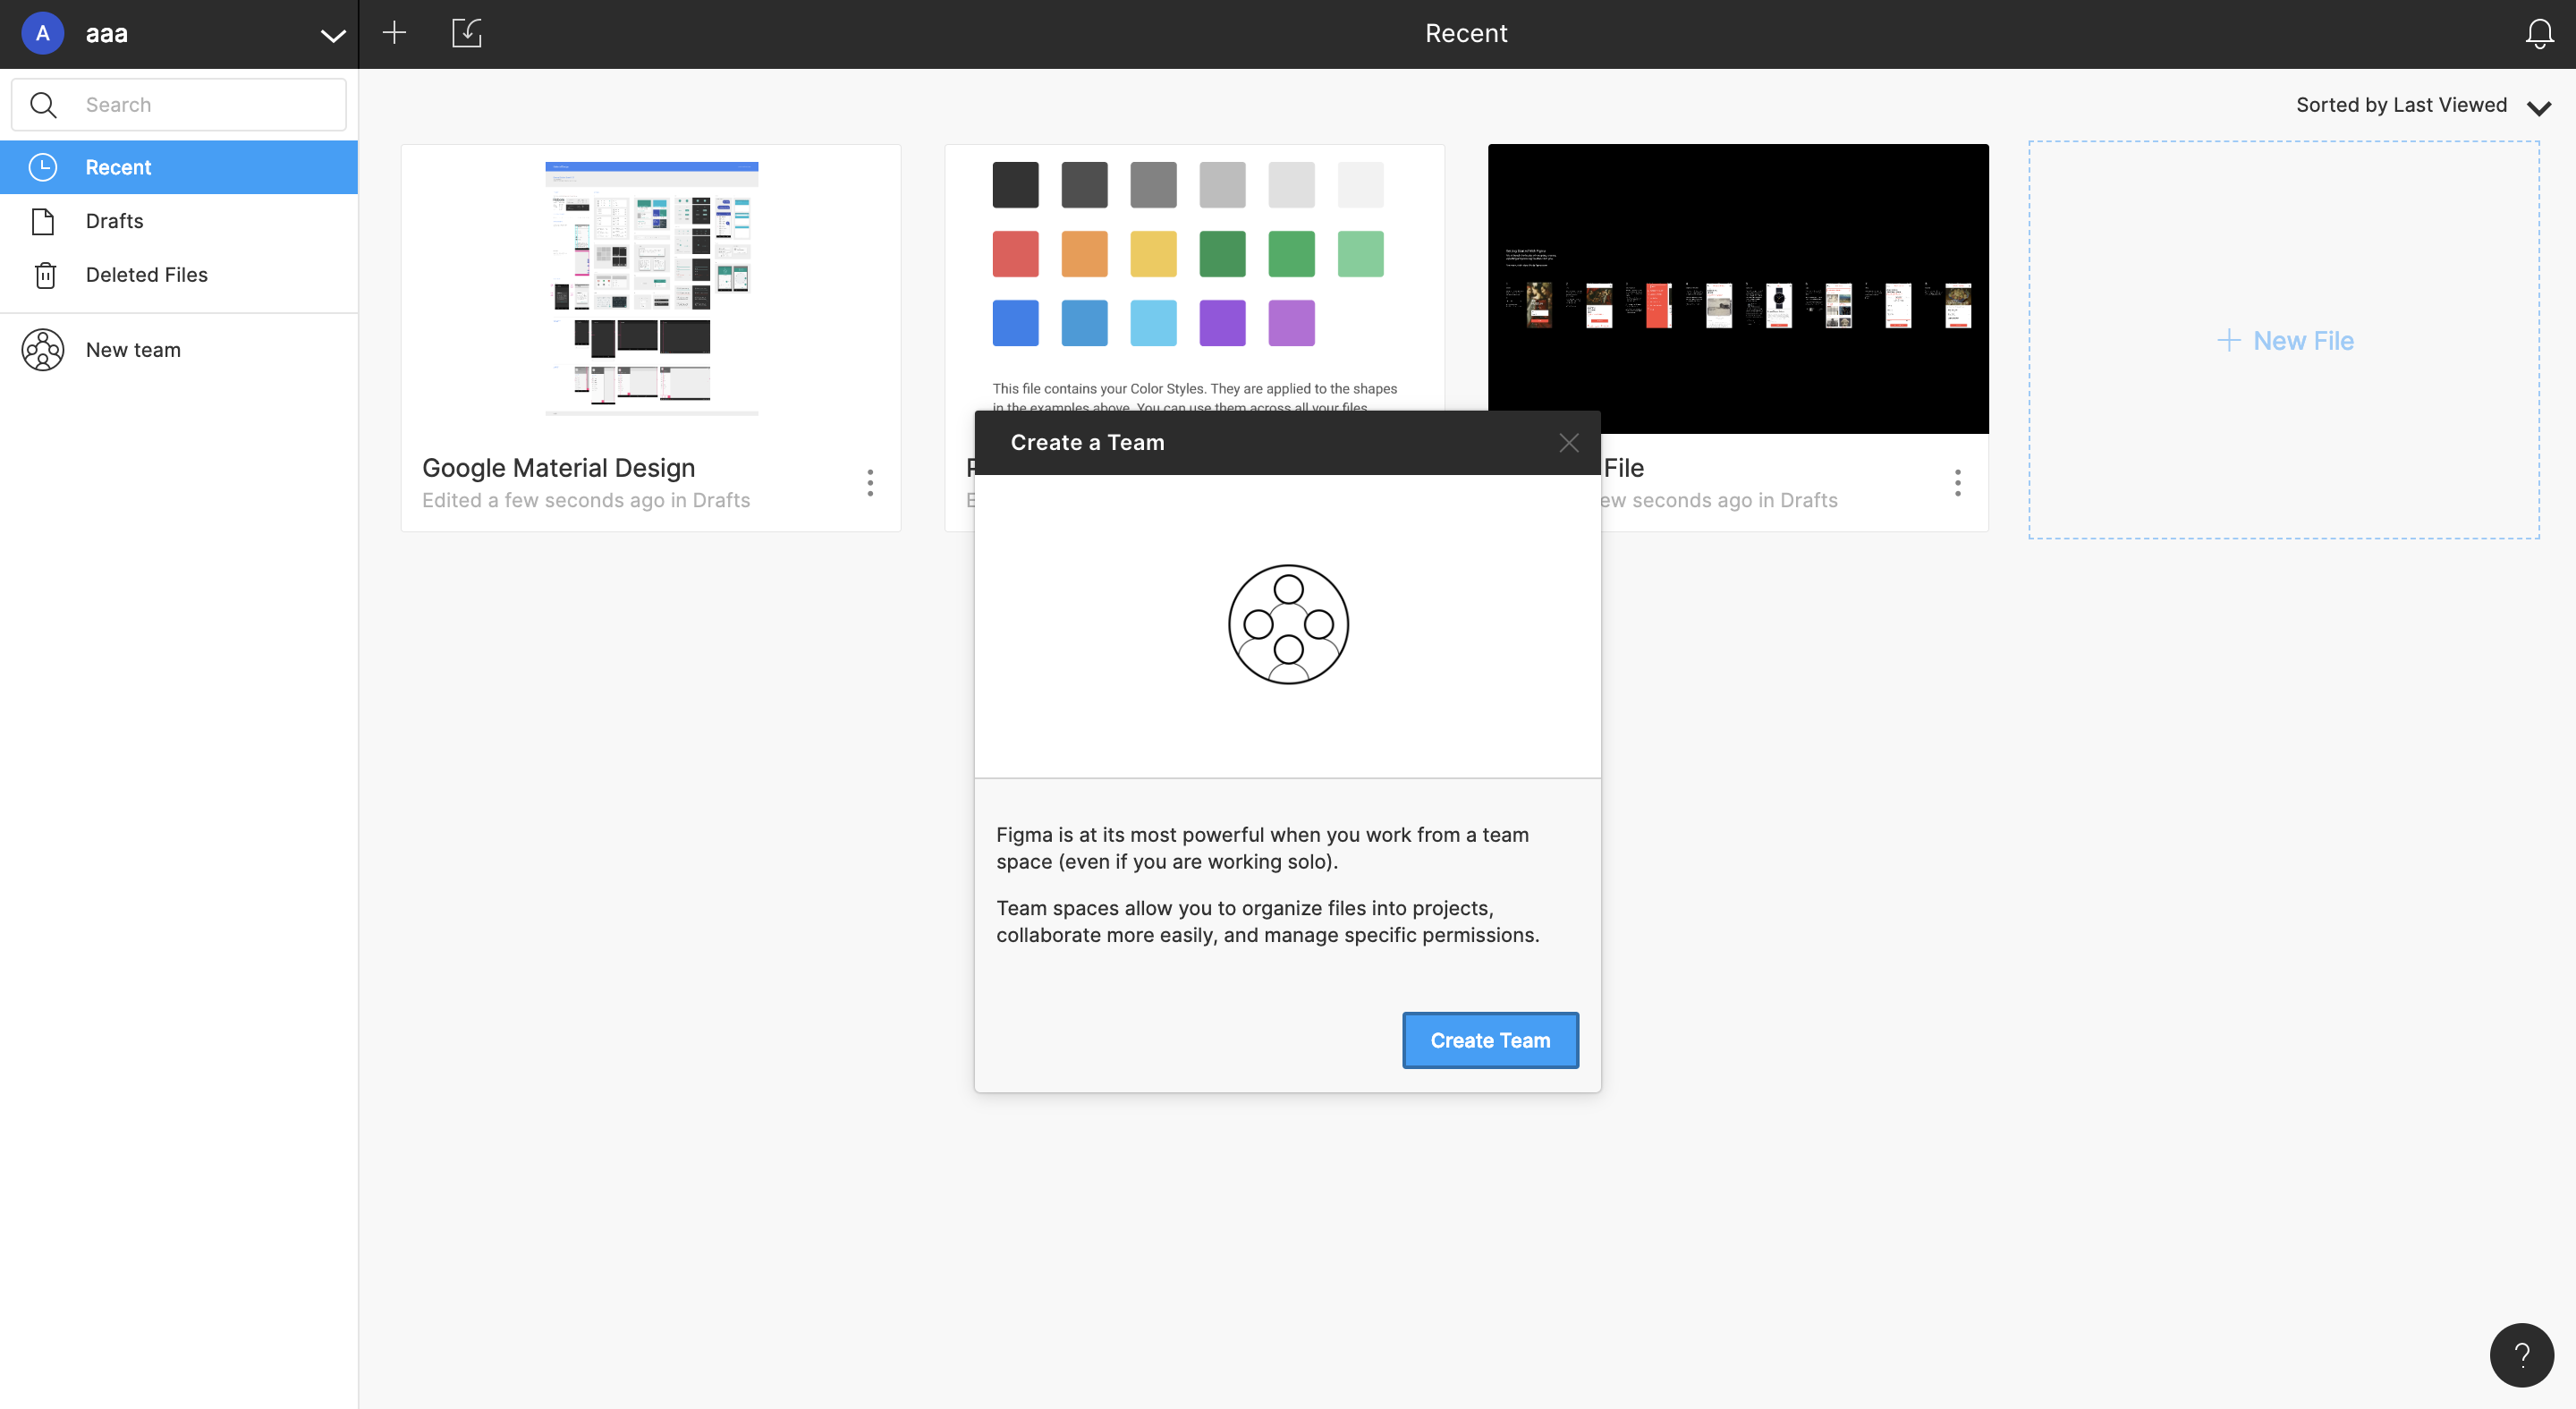 A aaa
Recent
Search
Sorted by Last Viewed
Recent
Drafts
Deleted Files
New team
This file contains your Color Styles. They are applied to the shapes
in the examples above. You can use them across all your files
+ New File
Google Material Design
Edited a few seconds ago in Drafts
File
ew seconds ago in Drafts
Create a Team
Figma is at its most powerful when you work from a team
space (even if you are working solo).
Team spaces allow you to organize files into projects,
collaborate more easily, and manage specific permissions.
Create Team
?